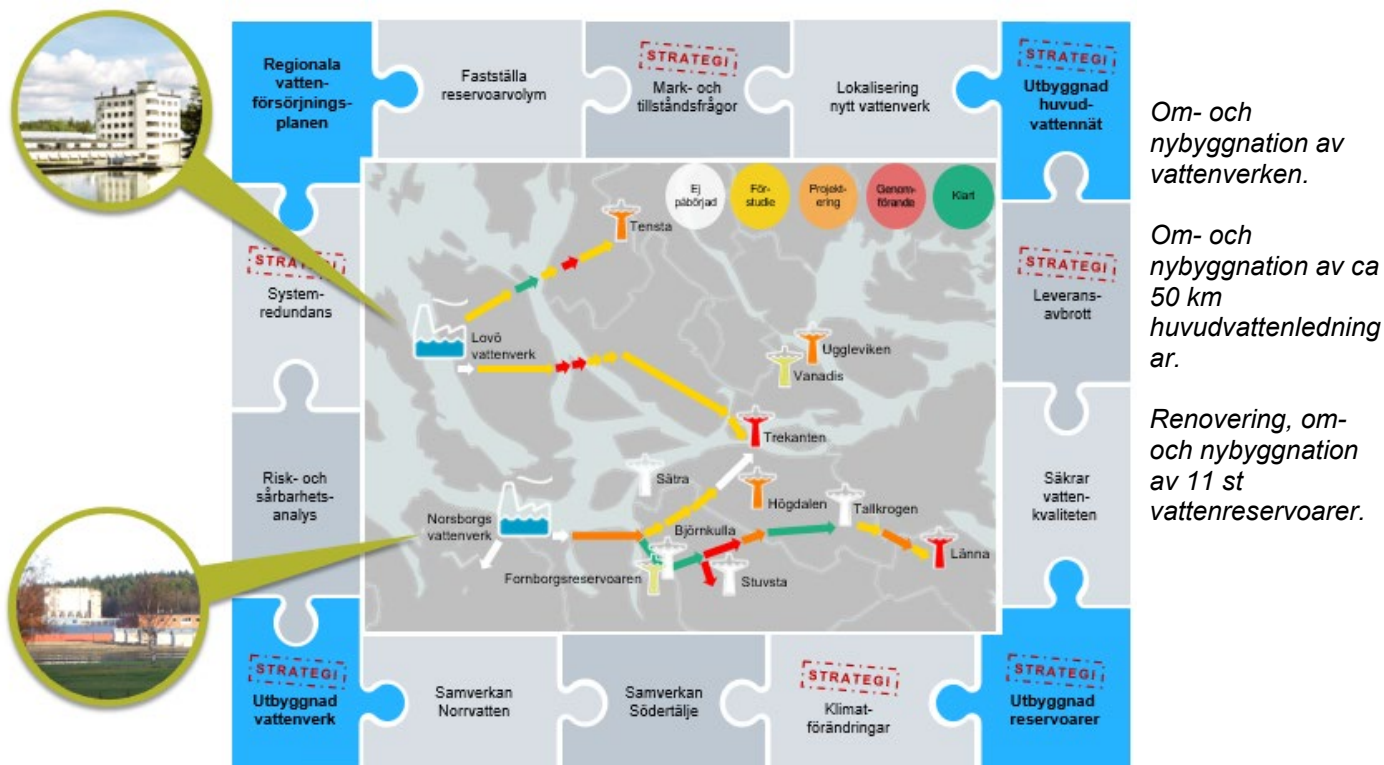 Regionala
vatten-
försörjnings-
planen
Fastställa
reservoarvolym
STRATEGI
Mark- och
tillståndsfrågor
Lokalisering
nytt vattenverk
STRATEGI
Utbyggnad
huvud-
vattennät
STRATEGI
System-
redundans
Risk- och
sårbarhets-
analys
STRATEGI
Leverans-
avbrott
Säkrar
vatten-
kvaliteten
Ej
påbörjad
För-
studie
Projekt-
ering
Genom-
förande
Klart
Tensta
Lovö
vattenverk
Uggleviken
Vanadis
Trekanten
Sätra
Högdalen
Tallkrogen
Norsborgs
vattenverk
Björnkulla
Länna
Fornborgsreservoaren
Stuvsta
STRATEGI
Utbyggnad
vattenverk
Samverkan
Norrvatten
Samverkan
Södertälje
STRATEGI
Klimat-
förändringar
STRATEGI
Utbyggnad
reservoarer
Om- och
nybyggnation av
vattenverken.
Om- och
nybyggnation av ca
50 km
huvudvattenledning
ar.
Renovering, om-
och nybyggnation
av 11 st
vattenreservoarer.